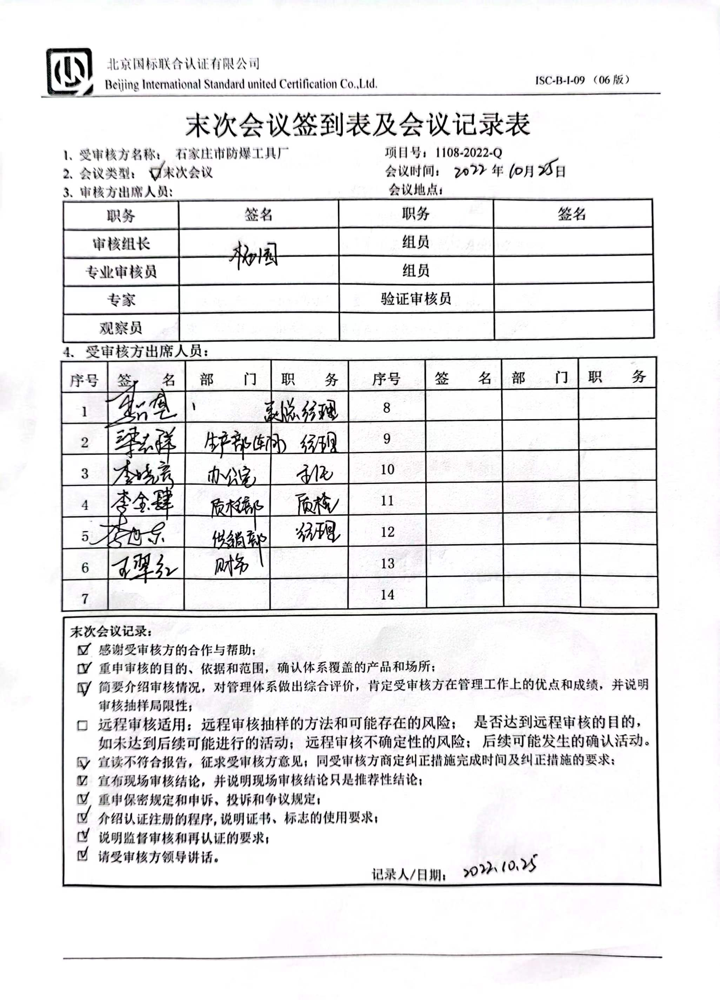 北京国标联合认证有限公司
Beijing International Standard united Certification Co.,Ltd.
ISC-B-I-09 （06 版）
末次会议签到表及会议记录表
1. 受审核方名称： 石家庄市防爆工具厂 项目号：1108-2022-Q
2. 会议类型： ☑末次会议 会议时间： 2022 年 10月 25日
3. 审核方出席人员: 会议地点：
职务 签名 职务 签名
审核组长 杨园 组员
专业审核员 组员
专家 验证审核员
观察员
4. 受审核方出席人员：
序号 签 名 部 门 职 务 序号 签 名 部 门 职 务
1 副总经理 8
2 梁志祥 生产部(车间) 经理 9
3 李晓彦 办公室 主任 10
4 李全肆 质检部 质检 11
5 供销部 经理 12
6 王翠红 财务 13
7 14
末次会议记录：
☑ 感谢受审核方的合作与帮助；
☑ 重申审核的目的、依据和范围，确认体系覆盖的产品和场所；
☑ 简要介绍审核情况，对管理体系做出综合评价，肯定受审核方在管理工作上的优点和成绩，并说明
审核抽样局限性；
☐ 远程审核适用：远程审核抽样的方法和可能存在的风险； 是否达到远程审核的目的，
如未达到后续可能进行的活动；远程审核不确定性的风险；后续可能发生的确认活动。
☑ 宣读不符合报告，征求受审核方意见；同受审核方商定纠正措施完成时间及纠正措施的要求；
☑ 宣布现场审核结论，并说明现场审核结论只是推荐性结论；
☑ 重申保密规定和申诉、投诉和争议规定；
☑ 介绍认证注册的程序,说明证书、标志的使用要求；
☑ 说明监督审核和再认证的要求；
☑ 请受审核方领导讲话。
记录人/日期： 2022.10.25